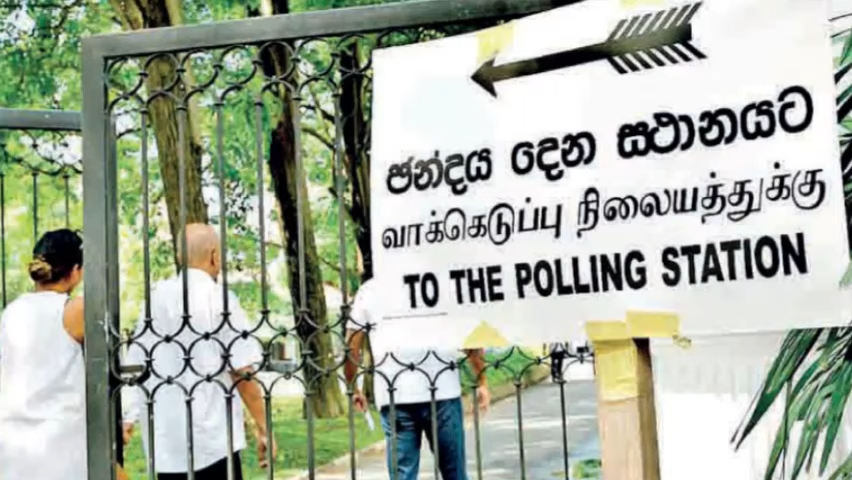 ඡන්දය දෙන ස්ථානයට
வாக்கெடுப்பு நிலையத்துக்கு
TO THE POLLING STATION